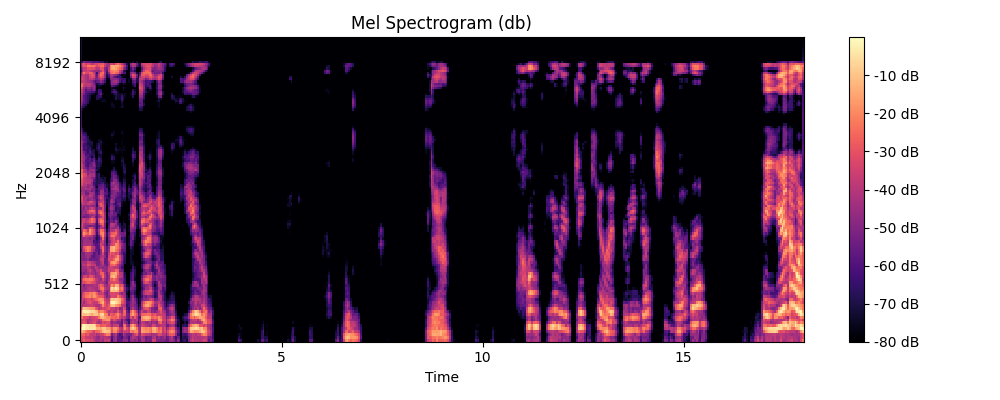 Mel Spectrogram (db)
8192
4096
2048
1024
512
0
Hz
0 5 10 15
Time
-10 dB
-20 dB
-30 dB
-40 dB
-50 dB
-60 dB
-70 dB
-80 dB